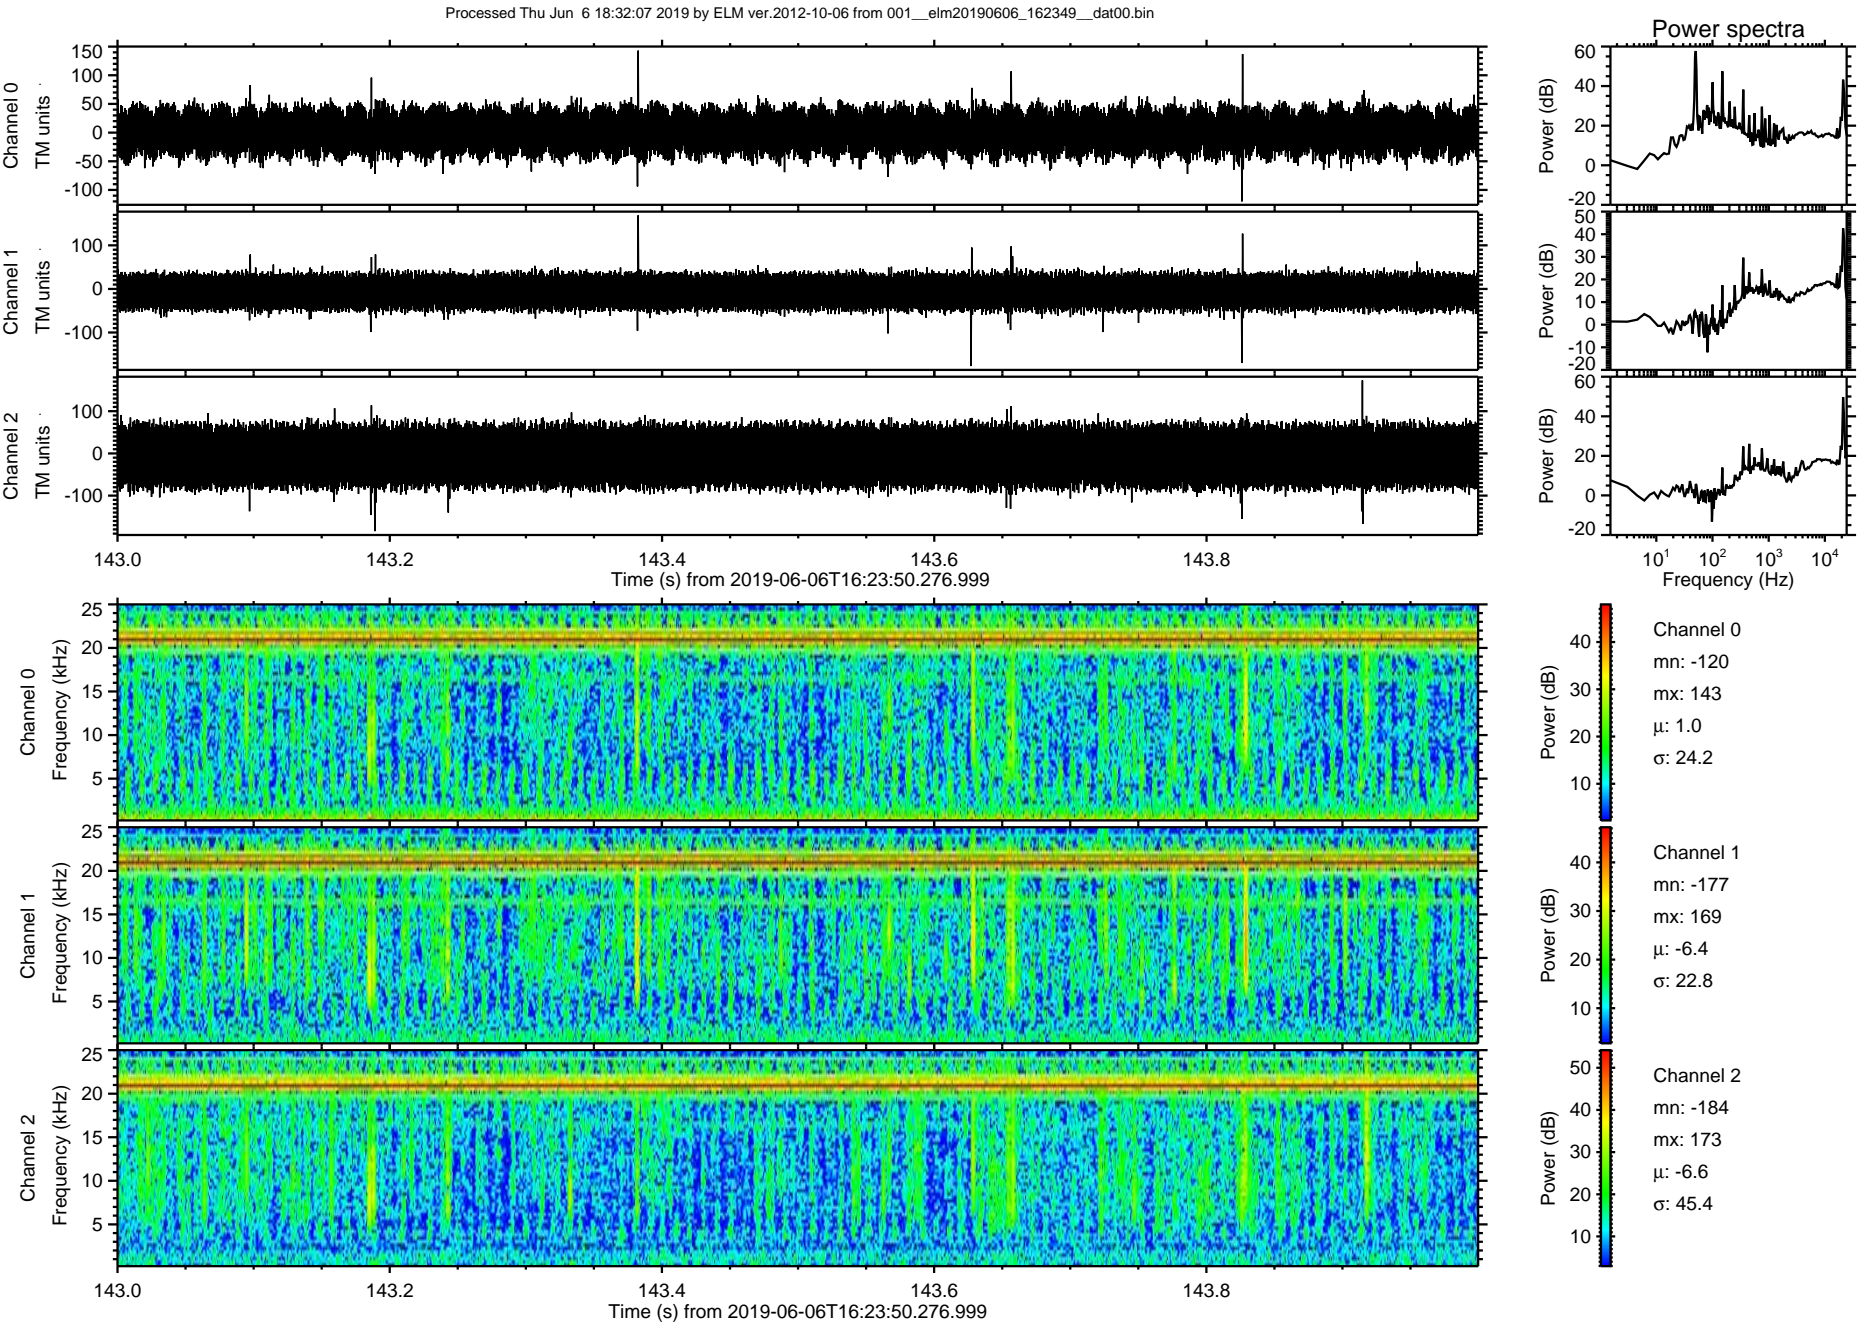 Processed Thu Jun  6 18:32:07 2019 by ELM ver.2012-10-06 from 001__elm20190606_162349__dat00.bin
Power spectra
Channel 0
TM units
150
100
50
0
-50
-100
Power (dB)
60
40
20
0
-20
Channel 1
TM units
100
0
-100
Power (dB)
50
40
30
20
10
0
-10
-20
Channel 2
TM units
100
0
-100
Power (dB)
60
40
20
0
-20
143.0 143.2 143.4 143.6 143.8
Time (s) from 2019-06-06T16:23:50.276.999
10^1 10^2 10^3 10^4
Frequency (Hz)
Channel 0
Frequency (kHz)
25
20
15
10
5
Power (dB)
40
30
20
10
Channel 0
mn: -120
mx: 143
μ: 1.0
σ: 24.2
Channel 1
Frequency (kHz)
25
20
15
10
5
Power (dB)
40
30
20
10
Channel 1
mn: -177
mx: 169
μ: -6.4
σ: 22.8
Channel 2
Frequency (kHz)
25
20
15
10
5
Power (dB)
50
40
30
20
10
Channel 2
mn: -184
mx: 173
μ: -6.6
σ: 45.4
143.0 143.2 143.4 143.6 143.8
Time (s) from 2019-06-06T16:23:50.276.999